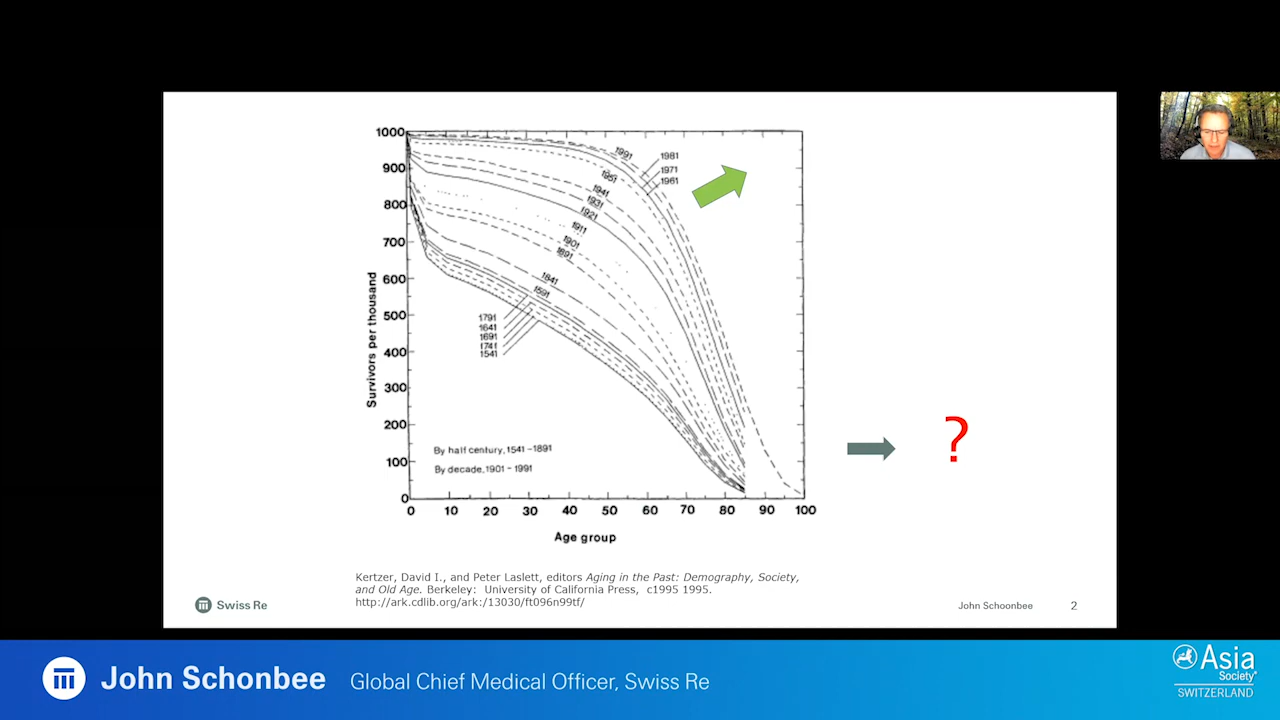 1000
900
800
700
600
500
400
300
200
100
0
Survivors per thousand
0 10 20 30 40 50 60 70 80 90 100
Age group
1991
1981
1971
1961
1951
1941
1931
1921
1911
1901
1891
1841
1591
1791
1641
1691
1741
1541
By half century, 1541-1891
By decade, 1901-1991
?
Kertzer, David I., and Peter Laslett, editors Aging in the Past: Demography, Society,
and Old Age. Berkeley: University of California Press, c1995 1995.
http://ark.cdlib.org/ark:/13030/ft096n99tf/
Swiss Re
John Schoonbee 2
John Schonbee Global Chief Medical Officer, Swiss Re
Asia
Society
SWITZERLAND